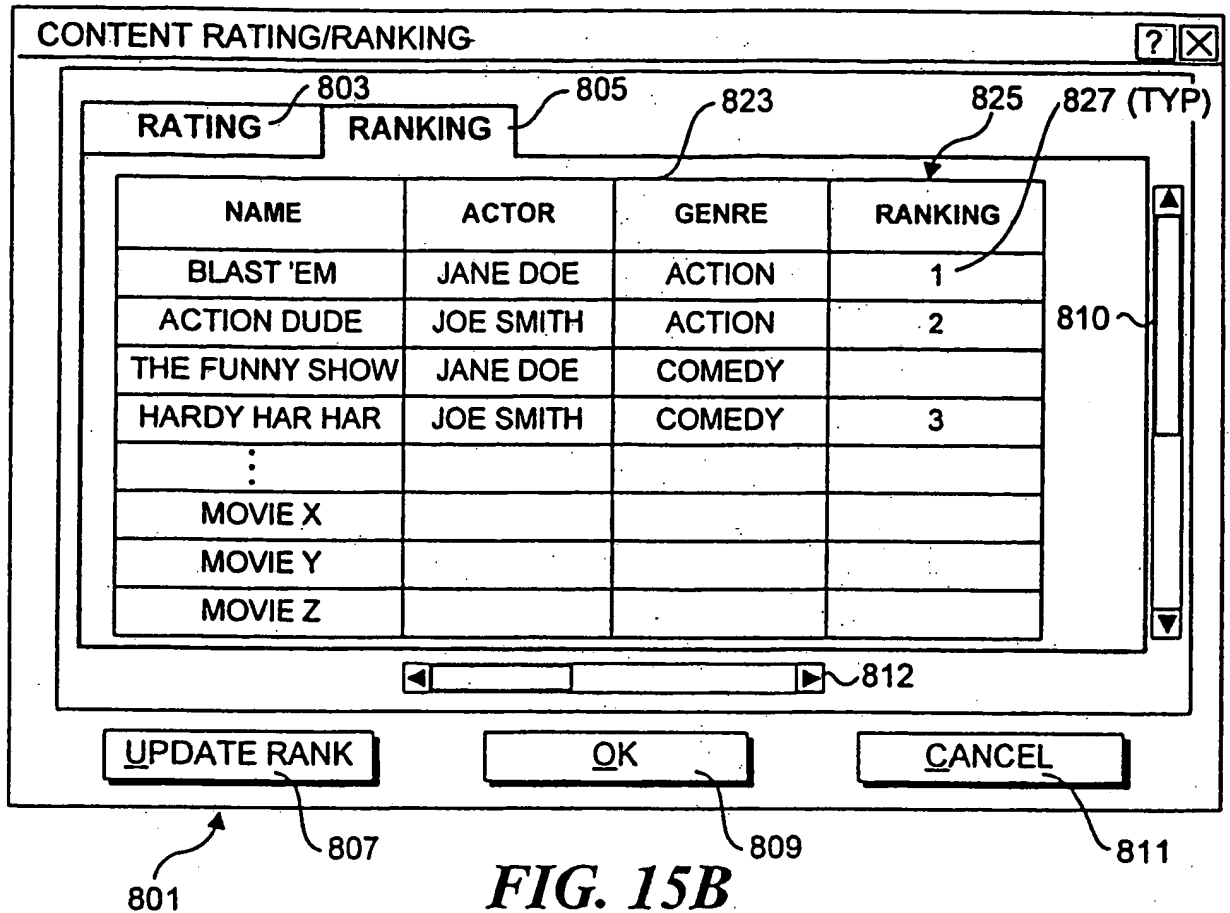 CONTENT RATING/RANKING ? X
803 805 823 825 827 (TYP)
RATING RANKING
NAME ACTOR GENRE RANKING
BLAST 'EM JANE DOE ACTION 1
ACTION DUDE JOE SMITH ACTION 2 810
THE FUNNY SHOW JANE DOE COMEDY
HARDY HAR HAR JOE SMITH COMEDY 3
⋮
MOVIE X
MOVIE Y
MOVIE Z
812
UPDATE RANK OK CANCEL
801 807 809 811
FIG. 15B